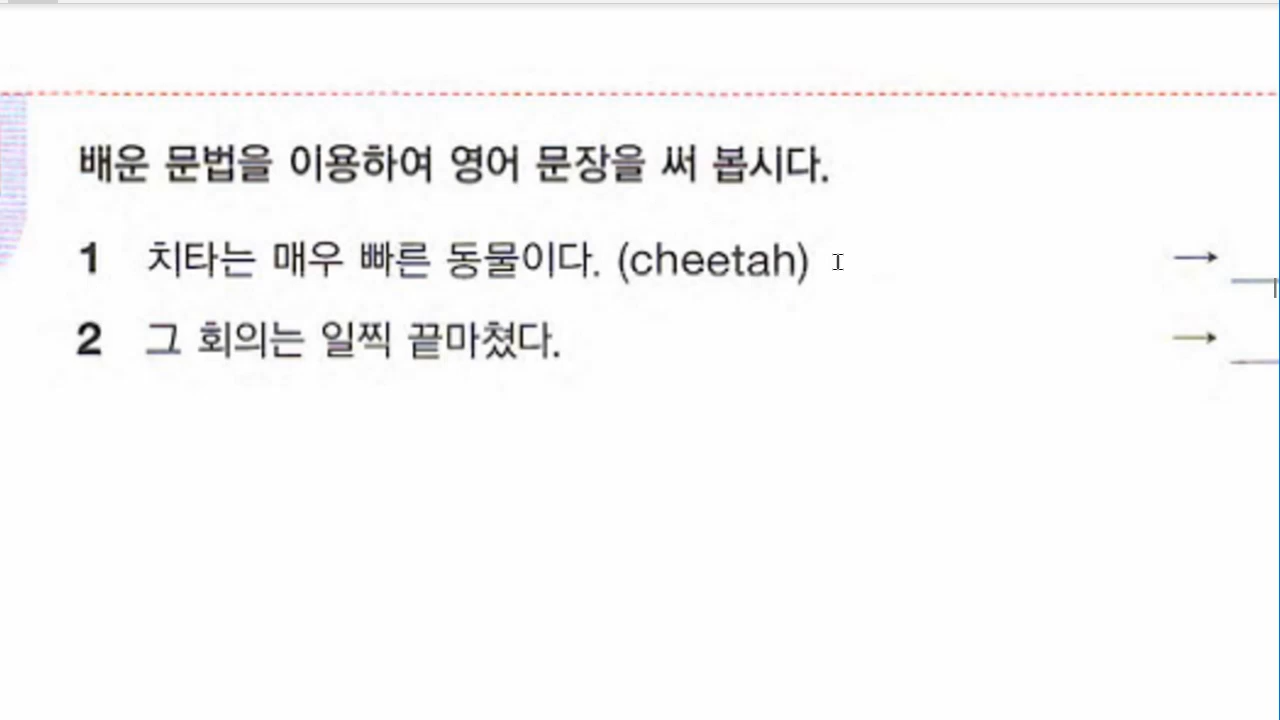 배운 문법을 이용하여 영어 문장을 써 봅시다.
1 치타는 매우 빠른 동물이다. (cheetah) →
2 그 회의는 일찍 끝마쳤다. →